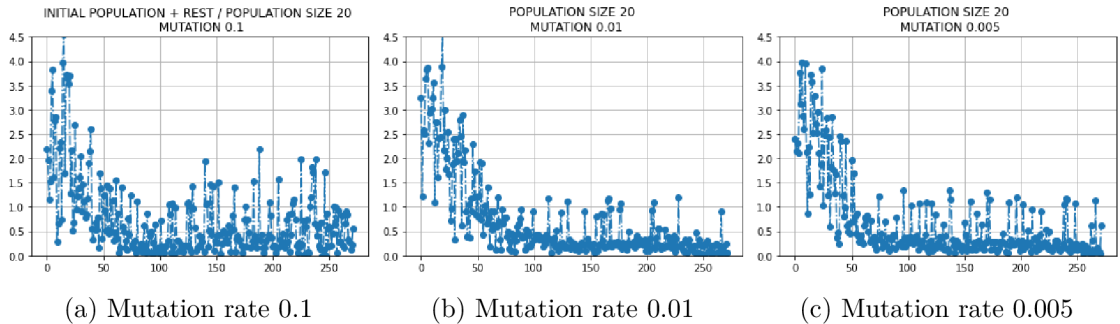 INITIAL POPULATION + REST / POPULATION SIZE 20
MUTATION 0.1
4.5
4.0
3.5
3.0
2.5
2.0
1.5
1.0
0.5
0.0
0 50 100 150 200 250
(a) Mutation rate 0.1
POPULATION SIZE 20
MUTATION 0.01
4.5
4.0
3.5
3.0
2.5
2.0
1.5
1.0
0.5
0.0
0 50 100 150 200 250
(b) Mutation rate 0.01
POPULATION SIZE 20
MUTATION 0.005
4.5
4.0
3.5
3.0
2.5
2.0
1.5
1.0
0.5
0.0
0 50 100 150 200 250
(c) Mutation rate 0.005